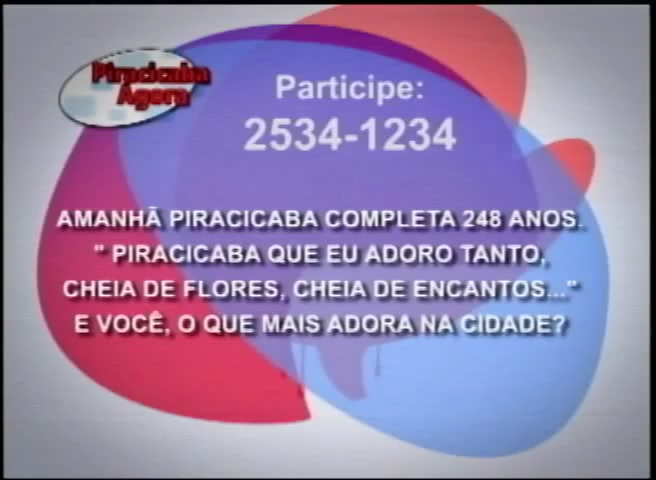 Piracicaba
Agora
Participe:
2534-1234
AMANHÃ PIRACICABA COMPLETA 248 ANOS.
" PIRACICABA QUE EU ADORO TANTO,
CHEIA DE FLORES, CHEIA DE ENCANTOS..."
E VOCÊ, O QUE MAIS ADORA NA CIDADE?